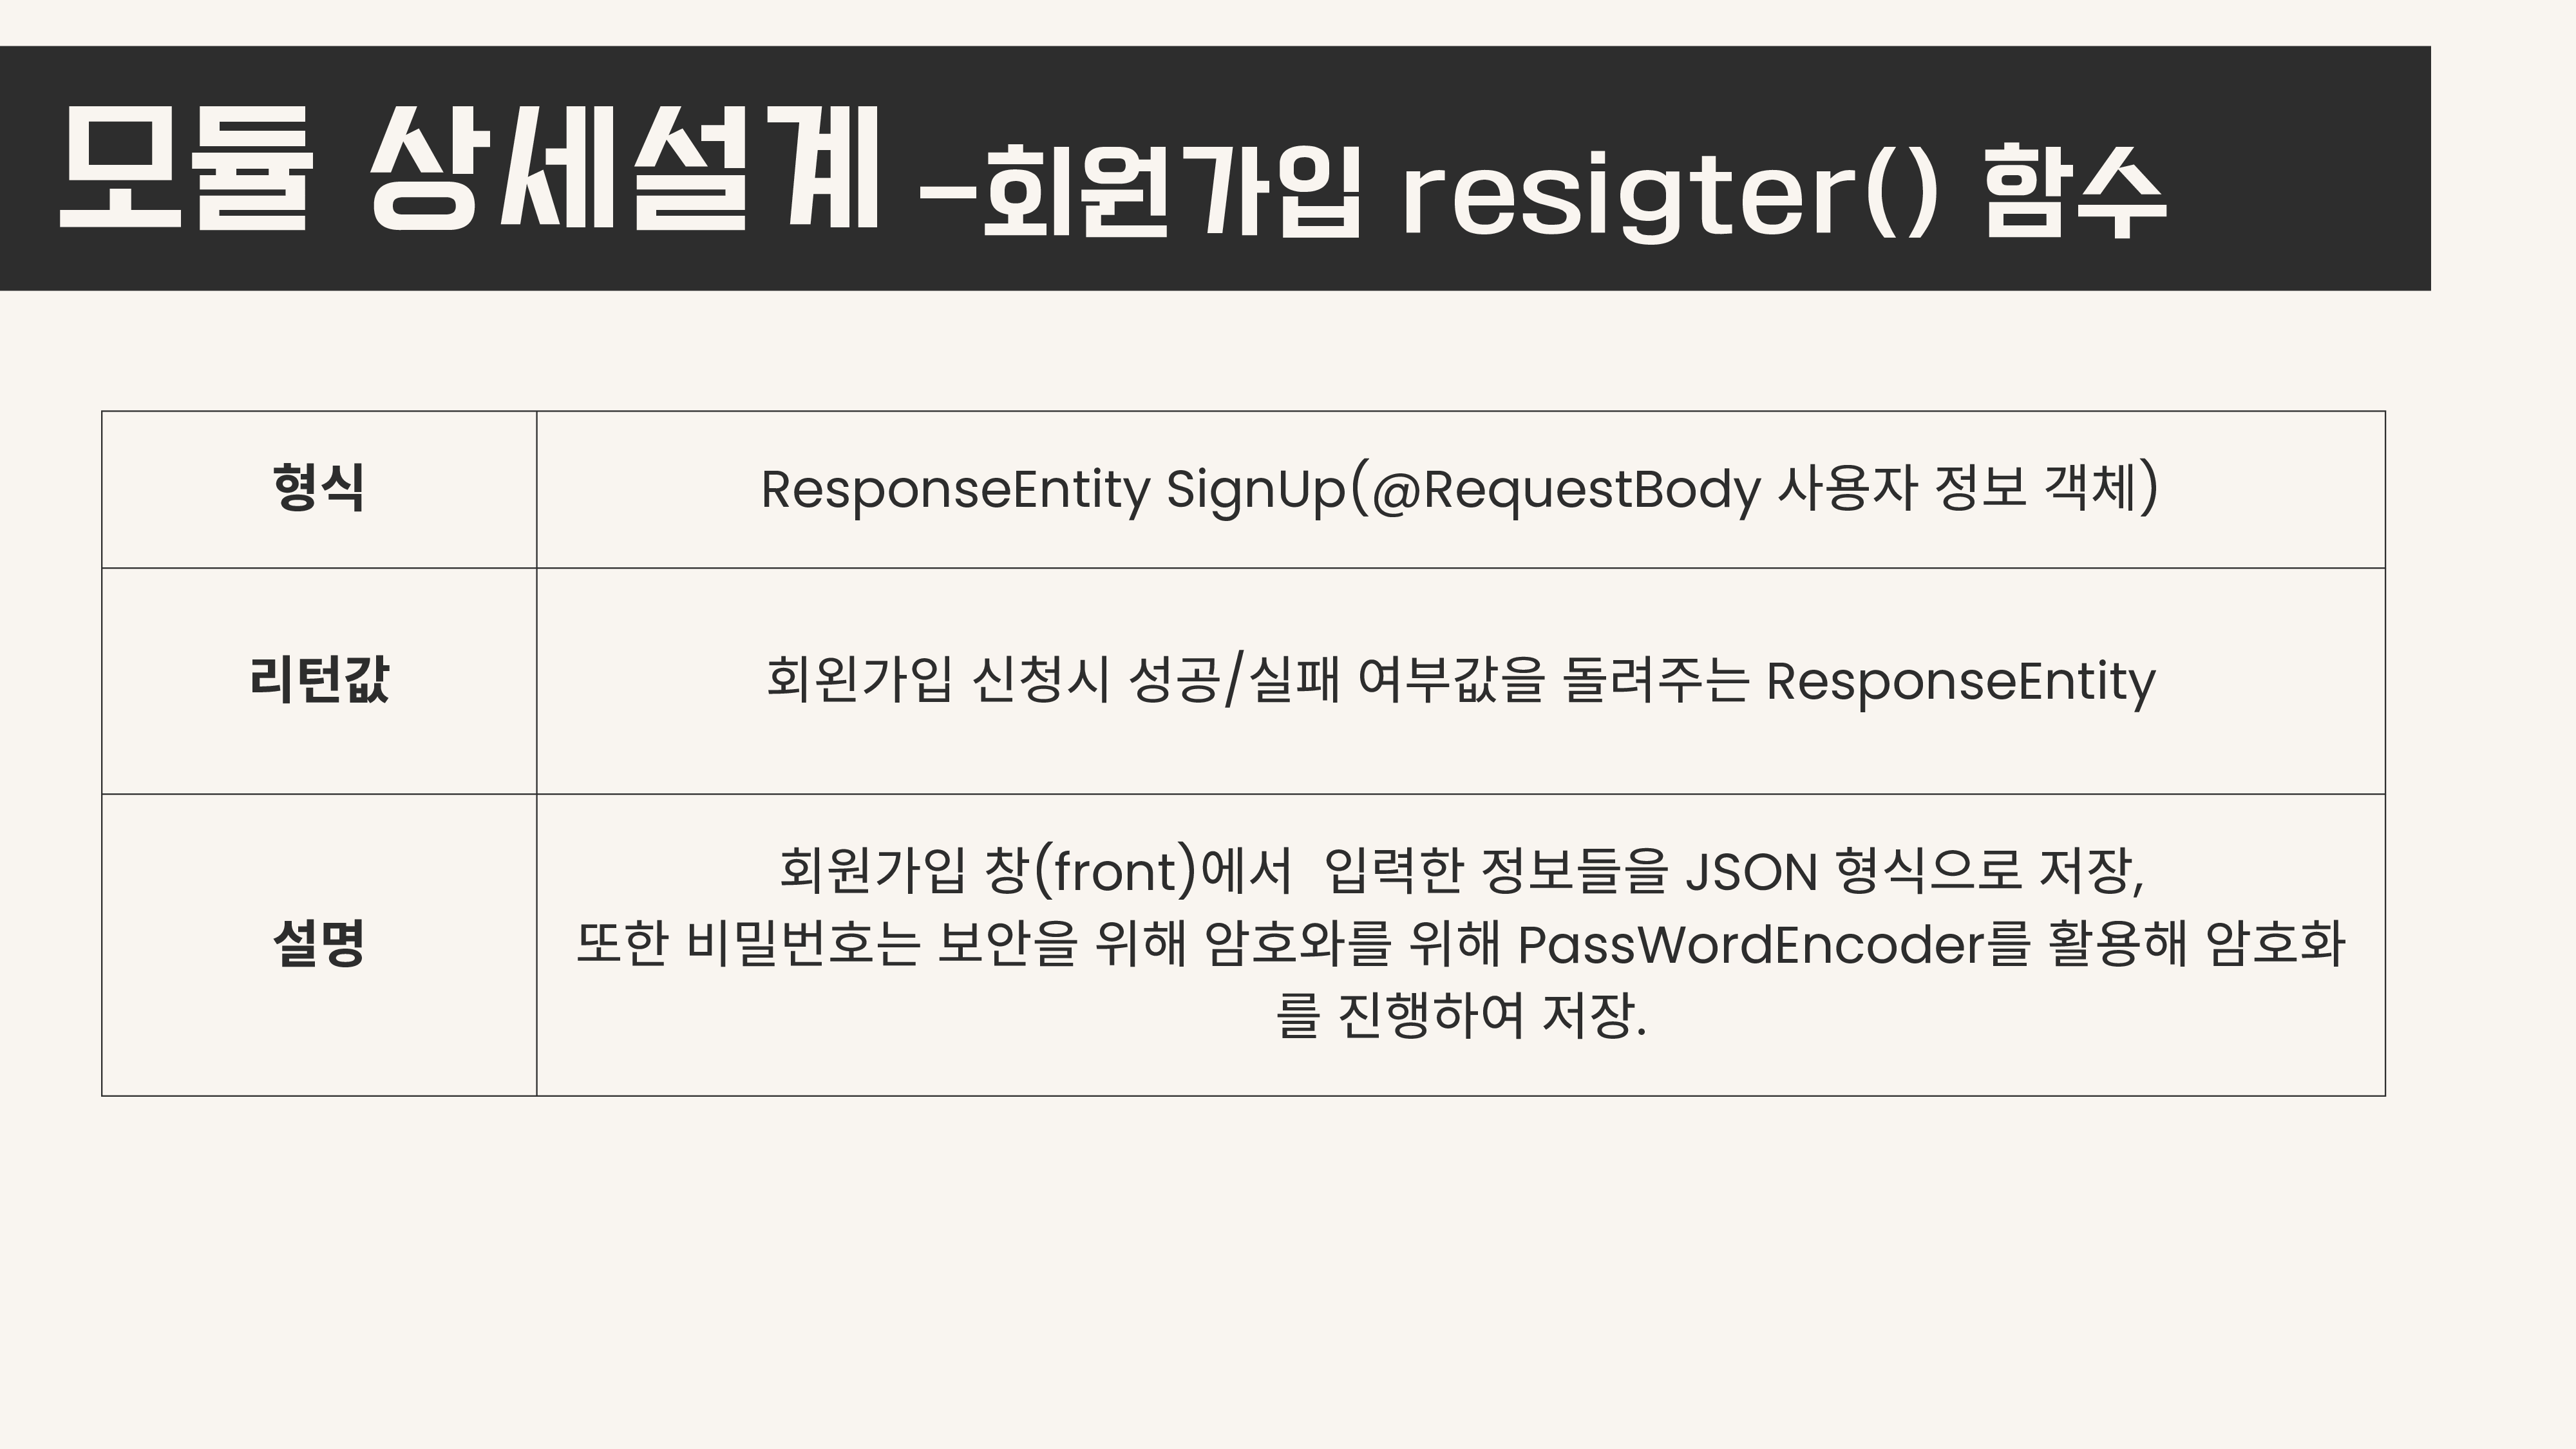 모듈 상세설계 -회원가입 resigter() 함수
형식
ResponseEntity SignUp(@RequestBody 사용자 정보 객체)
리턴값
회왼가입 신청시 성공/실패 여부값을 돌려주는 ResponseEntity
설명
회원가입 창(front)에서  입력한 정보들을 JSON 형식으로 저장,
또한 비밀번호는 보안을 위해 암호와를 위해 PassWordEncoder를 활용해 암호화
를 진행하여 저장.